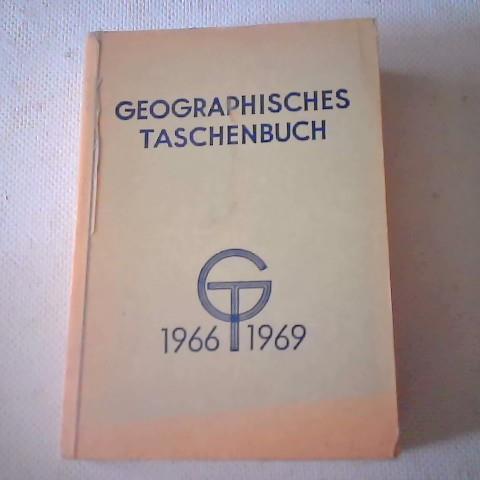 GEOGRAPHISCHES
TASCHENBUCH
GT
1966 1969